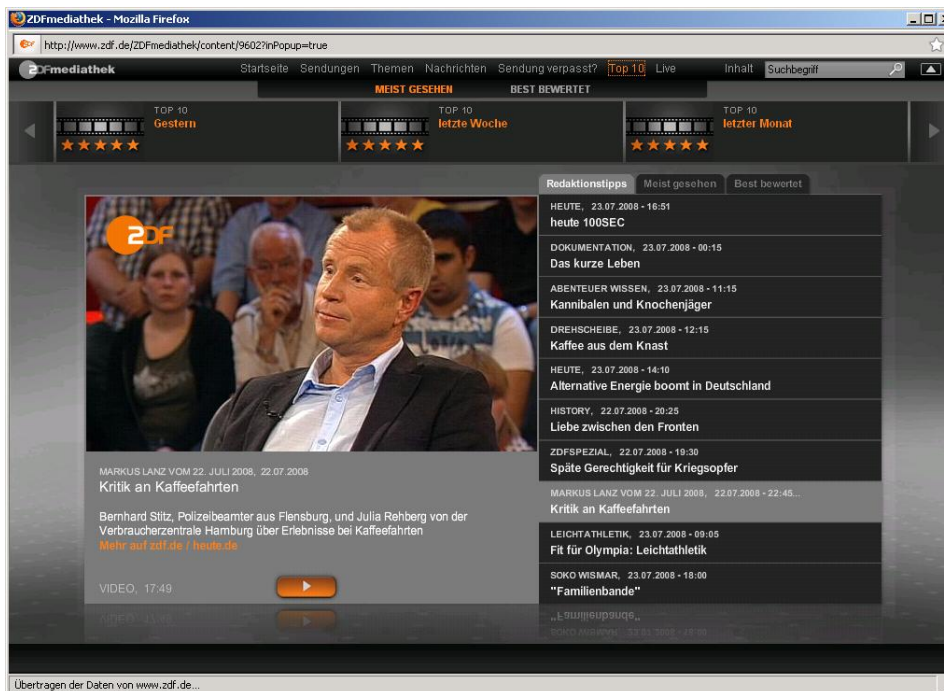 ZDFmediathek - Mozilla Firefox
http://www.zdf.de/ZDFmediathek/content/9602?inPopup=true
ZDFmediathek
Startseite Sendungen Themen Nachrichten Sendung verpasst? Top 10 Live Inhalt Suchbegriff
MEIST GESEHEN BEST BEWERTET
TOP 10
Gestern
TOP 10
letzte Woche
TOP 10
letzter Monat
Redaktionstipps Meist gesehen Best bewertet
ZDF
MARKUS LANZ VOM 22. JULI 2008, 22.07.2008
Kritik an Kaffeefahrten
Bernhard Stitz, Polizeibeamter aus Flensburg, und Julia Rehberg von der
Verbraucherzentrale Hamburg über Erlebnisse bei Kaffeefahrten
Mehr auf zdf.de / heute.de
VIDEO, 17:49
HEUTE, 23.07.2008 - 16:51
heute 100SEC
DOKUMENTATION, 23.07.2008 - 00:15
Das kurze Leben
ABENTEUER WISSEN, 23.07.2008 - 11:15
Kannibalen und Knochenjäger
DREHSCHEIBE, 23.07.2008 - 12:15
Kaffee aus dem Knast
HEUTE, 23.07.2008 - 14:10
Alternative Energie boomt in Deutschland
HISTORY, 22.07.2008 - 20:25
Liebe zwischen den Fronten
ZDFSPEZIAL, 22.07.2008 - 19:30
Späte Gerechtigkeit für Kriegsopfer
MARKUS LANZ VOM 22. JULI 2008, 22.07.2008 - 22:45...
Kritik an Kaffeefahrten
LEICHTATHLETIK, 23.07.2008 - 09:05
Fit für Olympia: Leichtathletik
SOKO WISMAR, 23.07.2008 - 18:00
"Familienbande"
Übertragen der Daten von www.zdf.de...